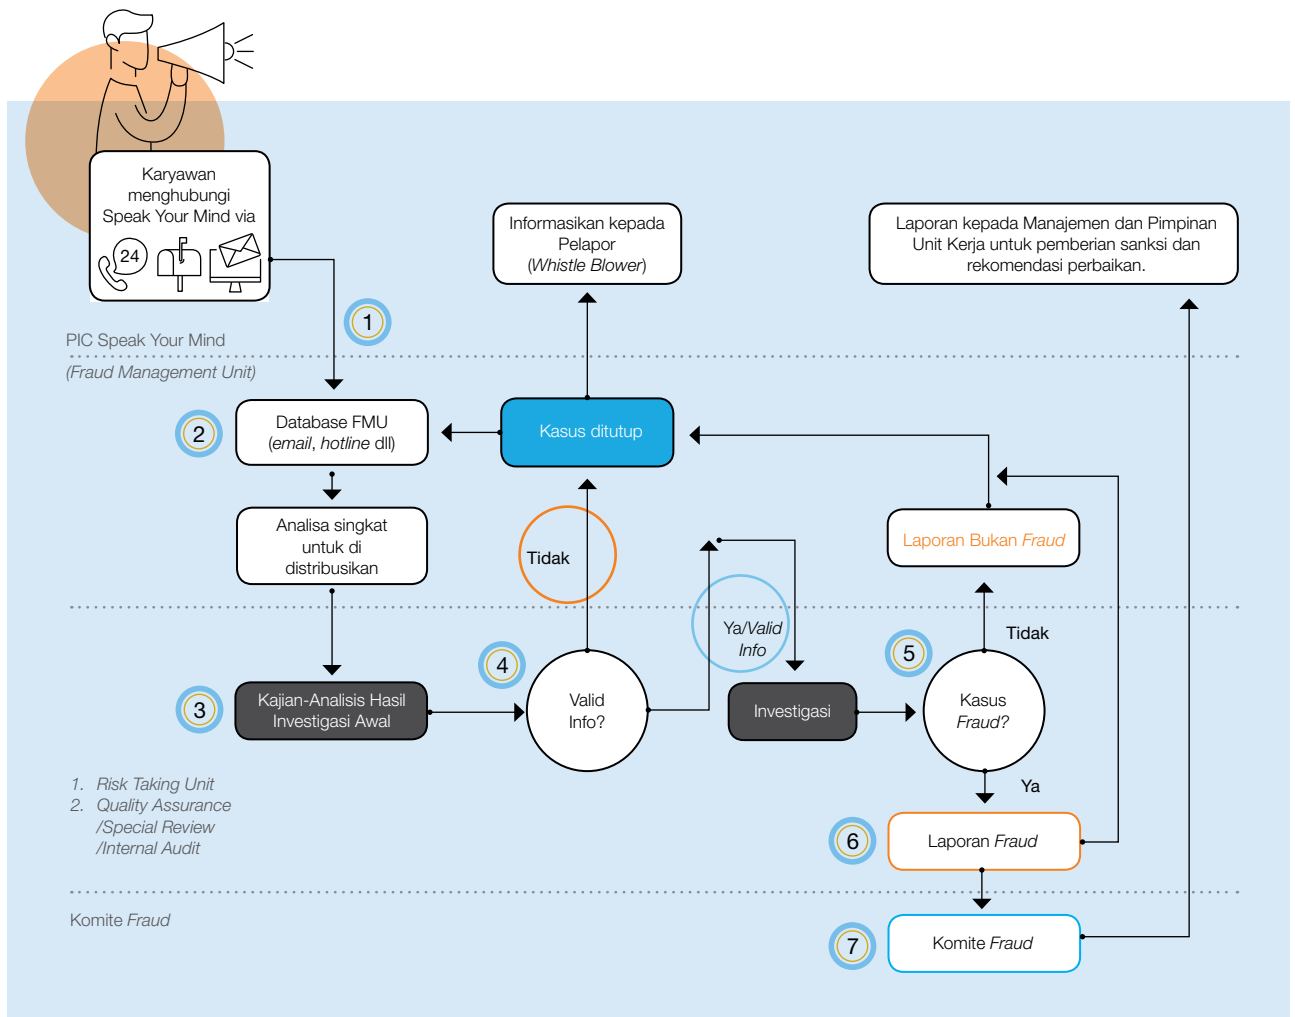 Karyawan
menghubungi
Speak Your Mind via
24
Informasikan kepada
Pelapor
(Whistle Blower)
Laporan kepada Manajemen dan Pimpinan
Unit Kerja untuk pemberian sanksi dan
rekomendasi perbaikan.
1
PIC Speak Your Mind
(Fraud Management Unit)
2
Database FMU
(email, hotline dll)
Kasus ditutup
Analisa singkat
untuk di
distribusikan
Tidak
Laporan Bukan Fraud
Ya/Valid
Info
Tidak
3
Kajian-Analisis Hasil
Investigasi Awal
4
Valid
Info?
Investigasi
5
Kasus
Fraud?
Ya
1. Risk Taking Unit
2. Quality Assurance
/Special Review
/Internal Audit
6
Laporan Fraud
Komite Fraud
7
Komite Fraud